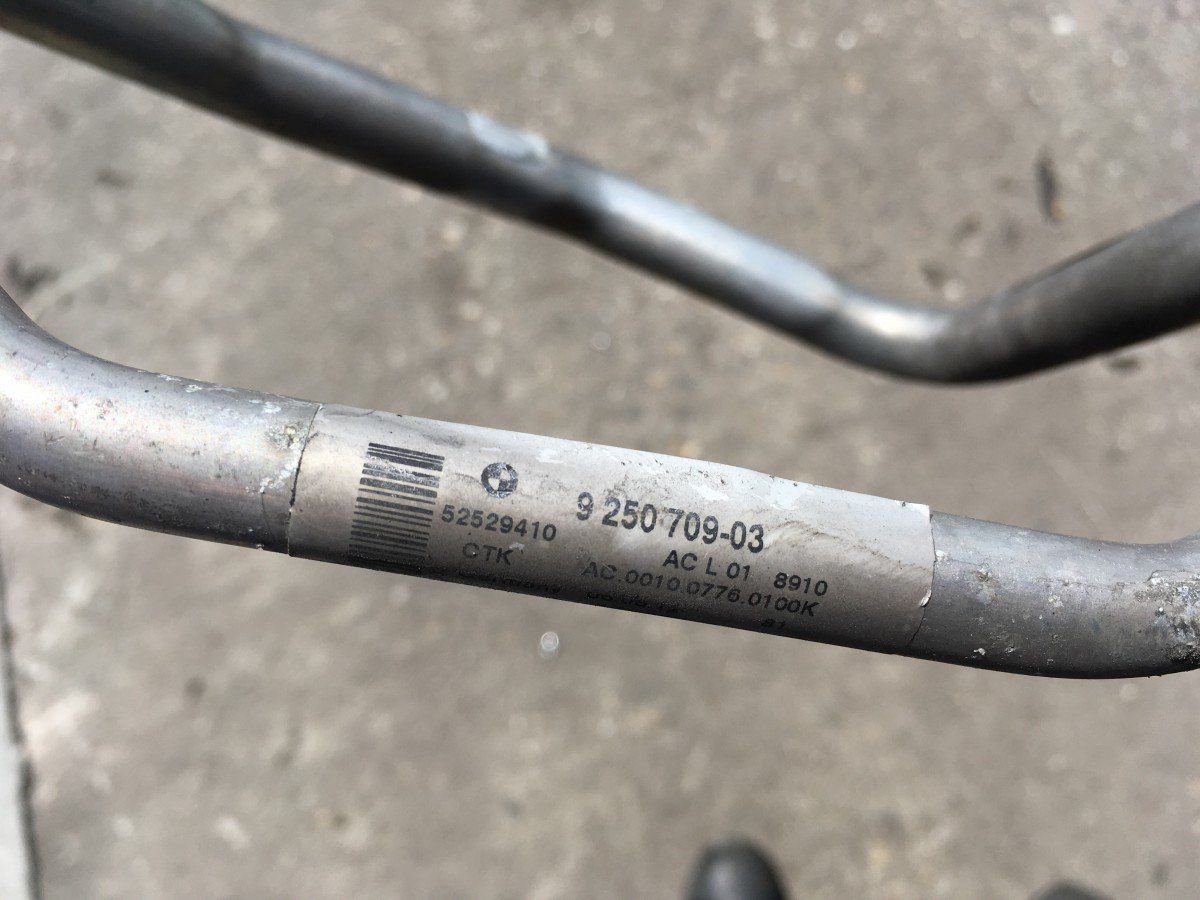 9 250 709-03
52529410
CTK
AC L 01 8910
AC.0010.0776.0100K